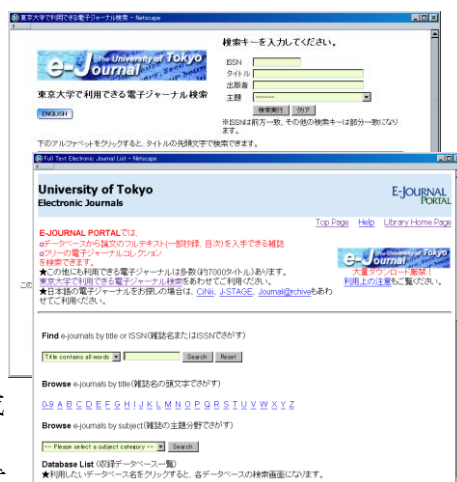 東京大学で利用できる電子ジャーナル検索 - Netscape
e-Journal
The University of Tokyo
東京大学で利用できる電子ジャーナル検索
ENGLISH
検索キーを入力してください。
ISSN
タイトル
出版者
主題
検索実行 クリア
※ISSNは前方一致、その他の検索キーは部分一致になります。
下のアルファベットをクリックすると、タイトルの先頭文字で検索できます。
Full Text Electronic Journal List - Netscape
University of Tokyo
Electronic Journals
E-JOURNAL
PORTAL
Top Page Help Library Home Page
E-JOURNAL PORTALでは、
データベースから論文のフルテキスト(一部抄録、目次)を入手できる雑誌
フリーの電子ジャーナルコレクション
を検索できます。
★この他にも利用できる電子ジャーナルは多数(約7000タイトル)あります。
東京大学で利用できる電子ジャーナル検索をあわせてご利用ください。
★日本語の電子ジャーナルをお探しの場合は、CiNii、J-STAGE、Journal@rchiveもあわせてご利用ください。
e-Journal
The University of Tokyo
大量ダウンロード厳禁!
利用上の注意もご覧ください。
Find e-journals by title or ISSN(雑誌名またはISSNでさがす)
Title contains all words Search Reset
Browse e-journals by title(雑誌名の頭文字でさがす)
0-9 A B C D E F G H I J K L M N O P Q R S T U V W X Y Z
Browse e-journals by subject(雑誌の主題分野でさがす)
-- Please select a subject category -- Search
Database List (収録データベース一覧)
★利用したいデータベース名をクリックすると、各データベースの検索画面になります。